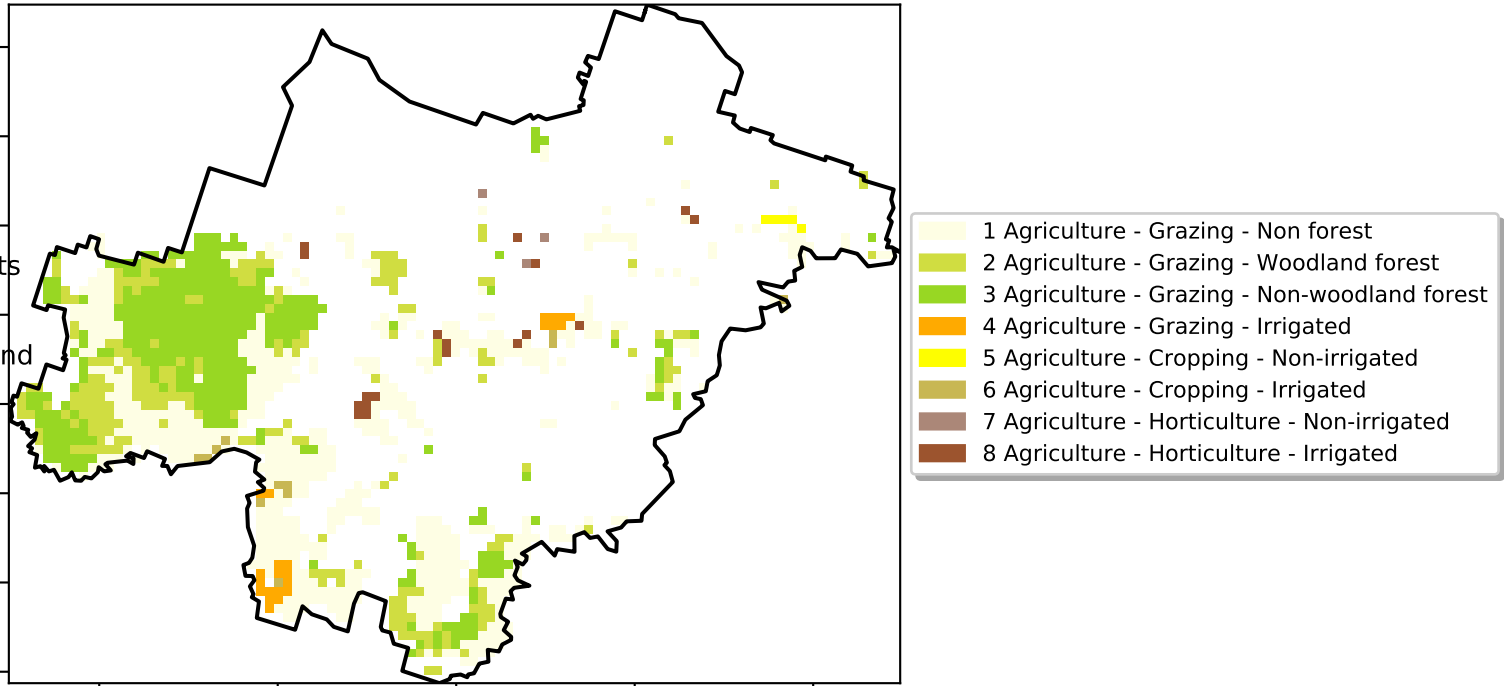 ts
nd
1 Agriculture - Grazing - Non forest
2 Agriculture - Grazing - Woodland forest
3 Agriculture - Grazing - Non-woodland forest
4 Agriculture - Grazing - Irrigated
5 Agriculture - Cropping - Non-irrigated
6 Agriculture - Cropping - Irrigated
7 Agriculture - Horticulture - Non-irrigated
8 Agriculture - Horticulture - Irrigated